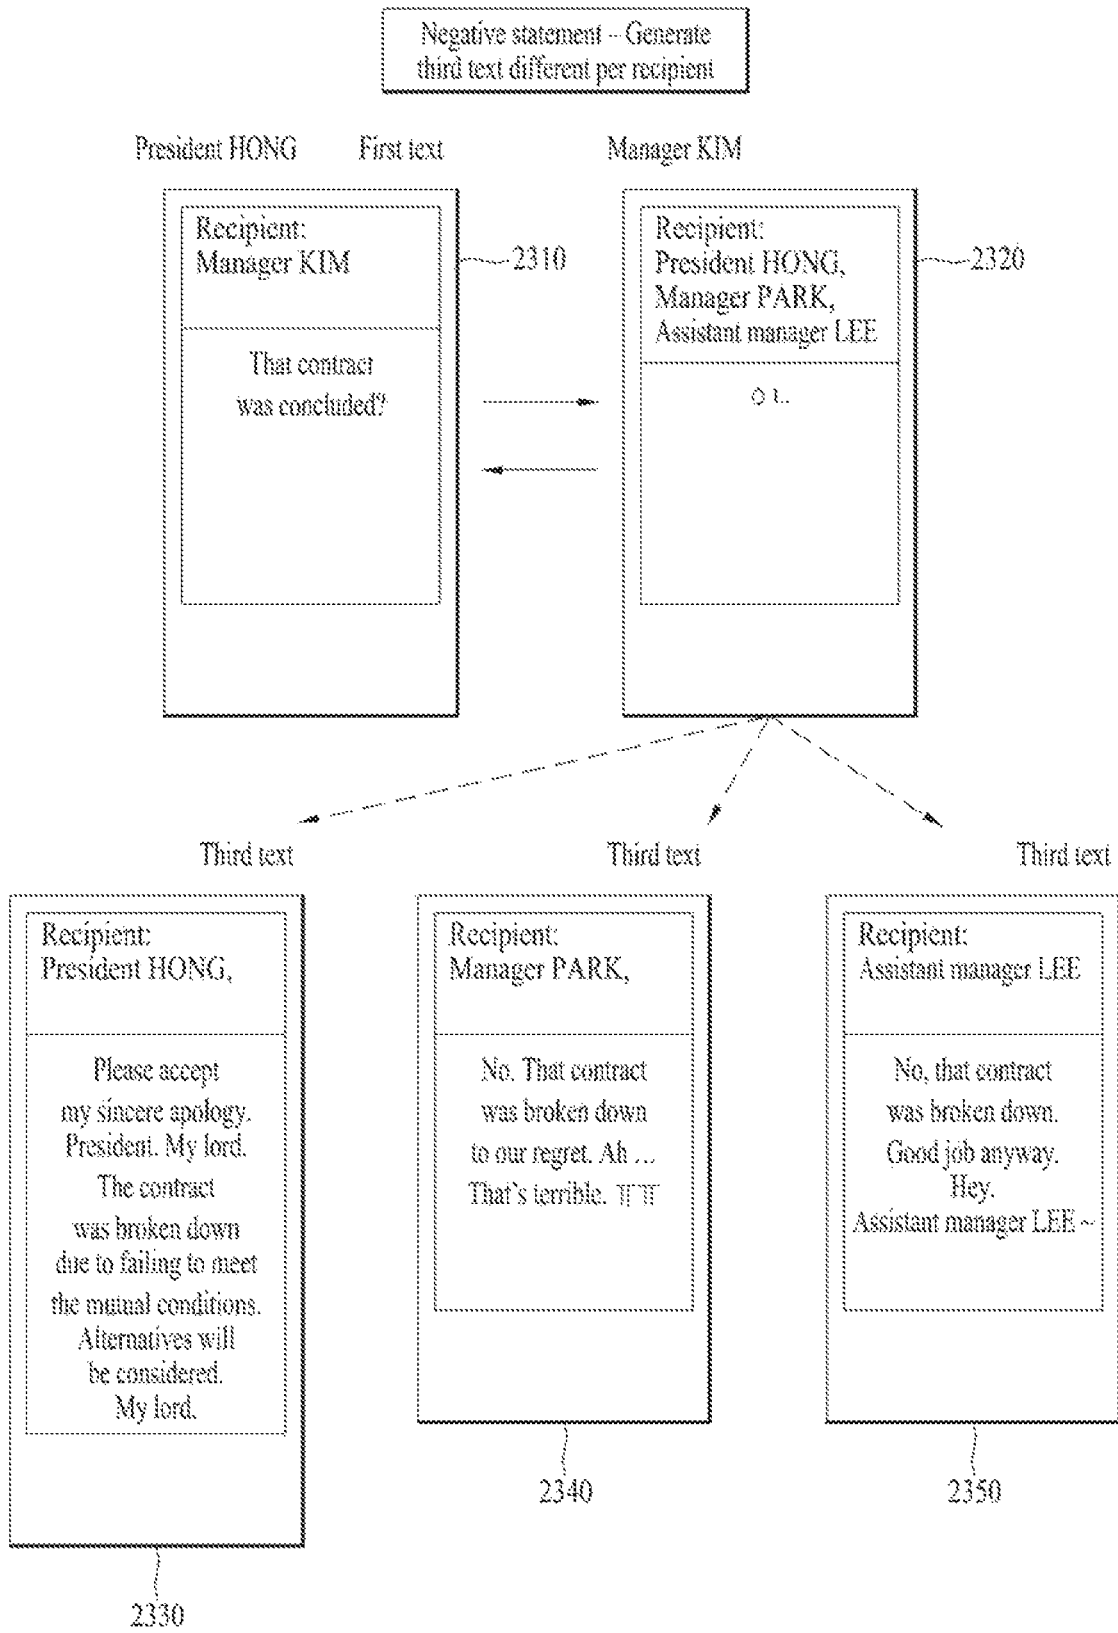 Negative statement – Generate
third text different per recipient
President HONG
First text
Manager KIM
Recipient:
Manager KIM
That contract
was concluded?
2310
Recipient:
President HONG,
Manager PARK,
Assistant manager LEE
2320
Third text
Third text
Third text
Recipient:
President HONG,
Please accept
my sincere apology.
President. My lord.
The contract
was broken down
due to failing to meet
the mutual conditions.
Alternatives will
be considered.
My lord.
2330
Recipient:
Manager PARK,
No. That contract
was broken down
to our regret. Ah ...
That's terrible. ㅠㅠ
2340
Recipient:
Assistant manager LEE
No, that contract
was broken down.
Good job anyway.
Hey.
Assistant manager LEE ~
2350